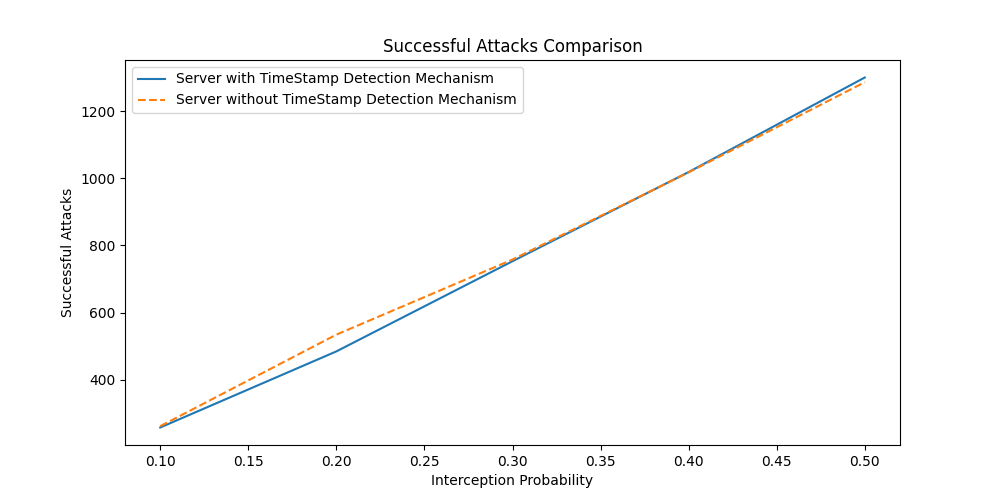 Successful Attacks Comparison
Server with TimeStamp Detection Mechanism
Server without TimeStamp Detection Mechanism
Successful Attacks
1200
1000
800
600
400
0.10 0.15 0.20 0.25 0.30 0.35 0.40 0.45 0.50
Interception Probability